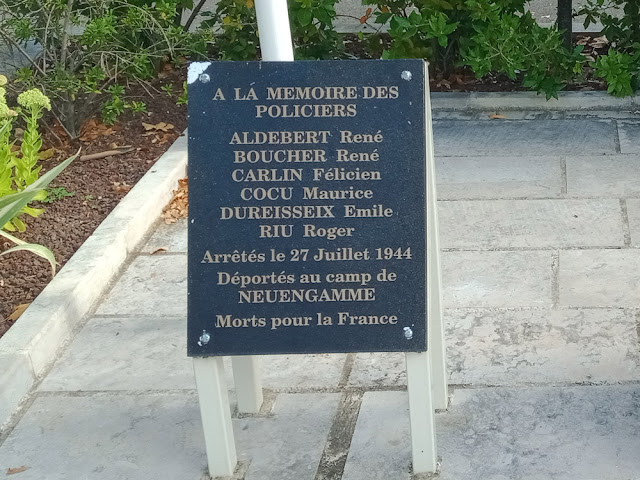 A LA MEMOIRE DES
POLICIERS
ALDEBERT René
BOUCHER René
CARLIN Félicien
COCU Maurice
DUREISSEIX Emile
RIU Roger
Arrêtés le 27 Juillet 1944
Déportés au camp de
NEUENGAMME
Morts pour la France